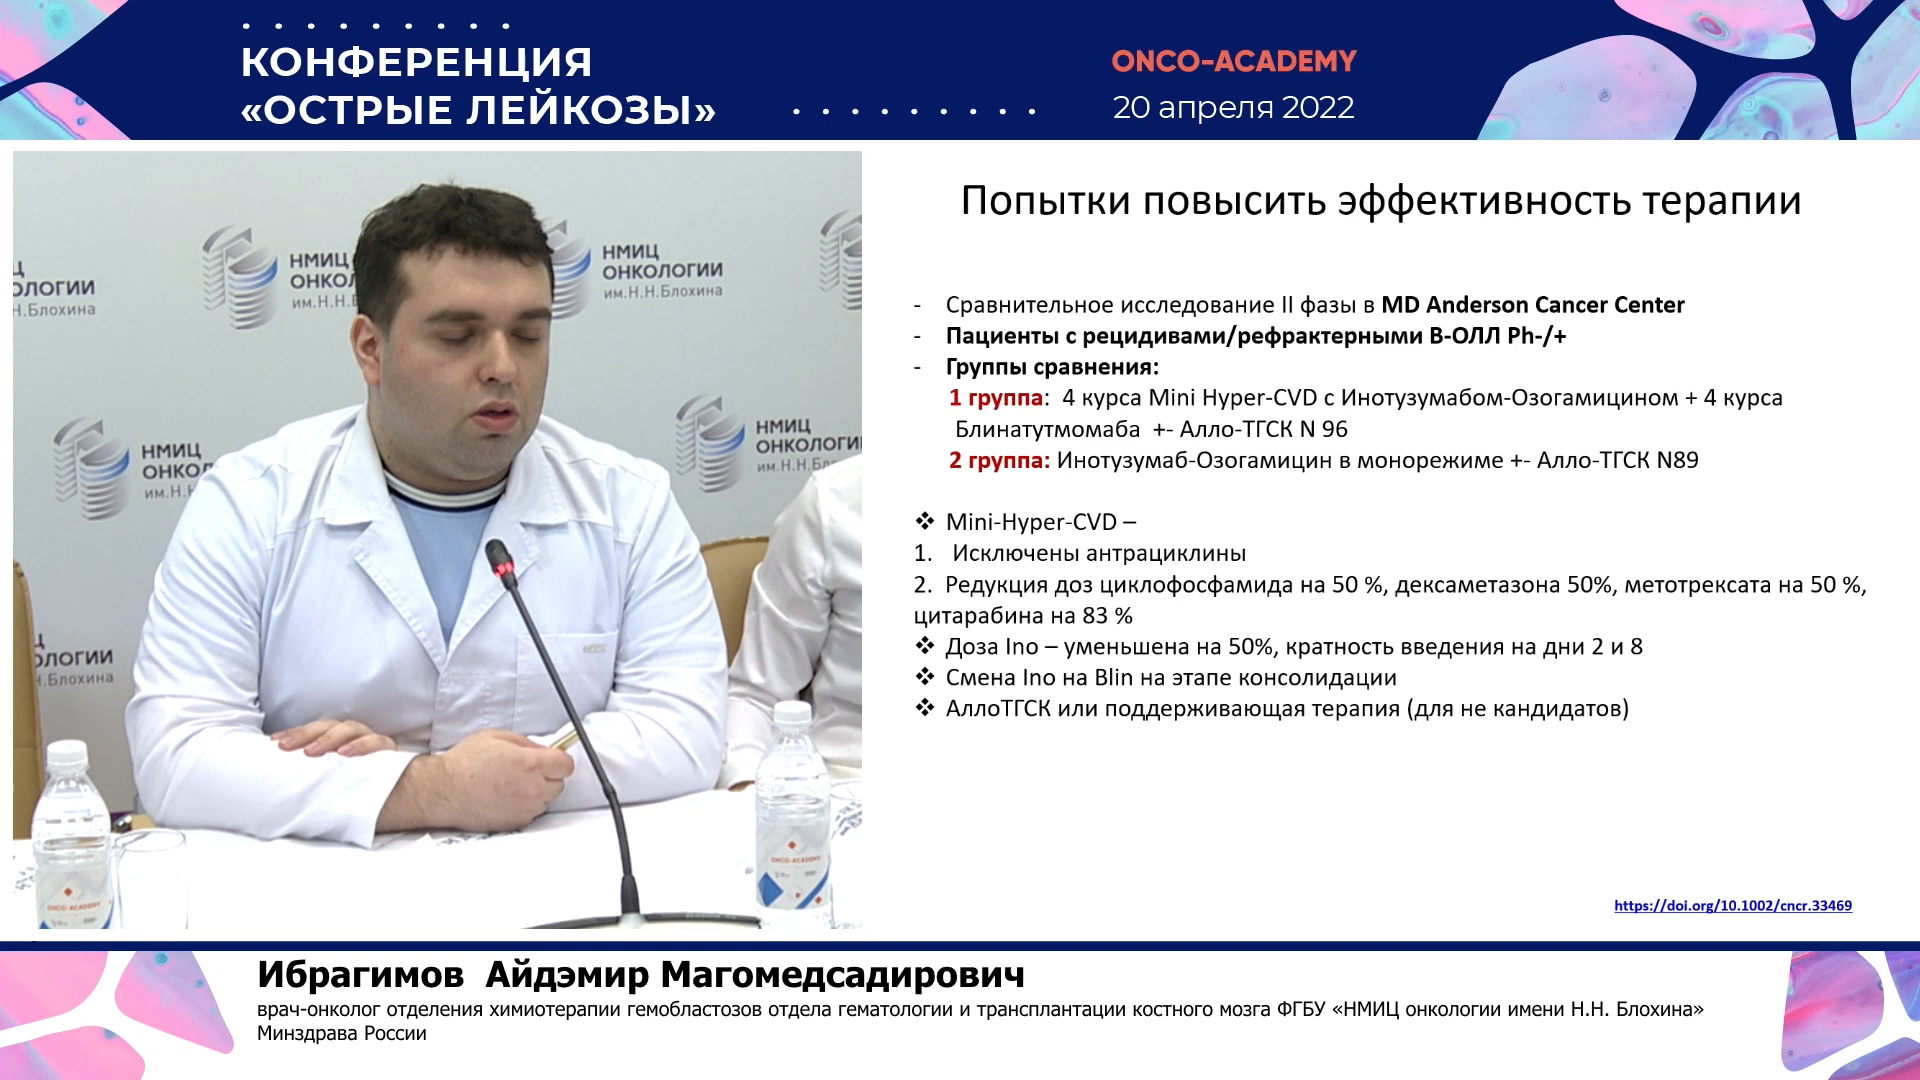 КОНФЕРЕНЦИЯ
«ОСТРЫЕ ЛЕЙКОЗЫ»
ONCO-ACADEMY
20 апреля 2022
НМИЦ
ОНКОЛОГИИ
им.Н.Н.Блохина
НМИЦ
ОНКОЛОГИИ
Попытки повысить эффективность терапии
- Сравнительное исследование II фазы в MD Anderson Cancer Center
- Пациенты с рецидивами/рефрактерными В-ОЛЛ Ph-/+
- Группы сравнения:
1 группа: 4 курса Mini Hyper-CVD с Инотузумабом-Озогамицином + 4 курса
Блинатутмомаба +- Алло-ТГСК N 96
2 группа: Инотузумаб-Озогамицин в монорежиме +- Алло-ТГСК N89
❖ Mini-Hyper-CVD –
1. Исключены антрациклины
2. Редукция доз циклофосфамида на 50 %, дексаметазона 50%, метотрексата на 50 %,
цитарабина на 83 %
❖ Доза Ino – уменьшена на 50%, кратность введения на дни 2 и 8
❖ Смена Ino на Blin на этапе консолидации
❖ АллоТГСК или поддерживающая терапия (для не кандидатов)
https://doi.org/10.1002/cncr.33469
ONCO-ACADEMY
Ибрагимов Айдэмир Магомедсадирович
врач-онколог отделения химиотерапии гемобластозов отдела гематологии и трансплантации костного мозга ФГБУ «НМИЦ онкологии имени Н.Н. Блохина»
Минздрава России